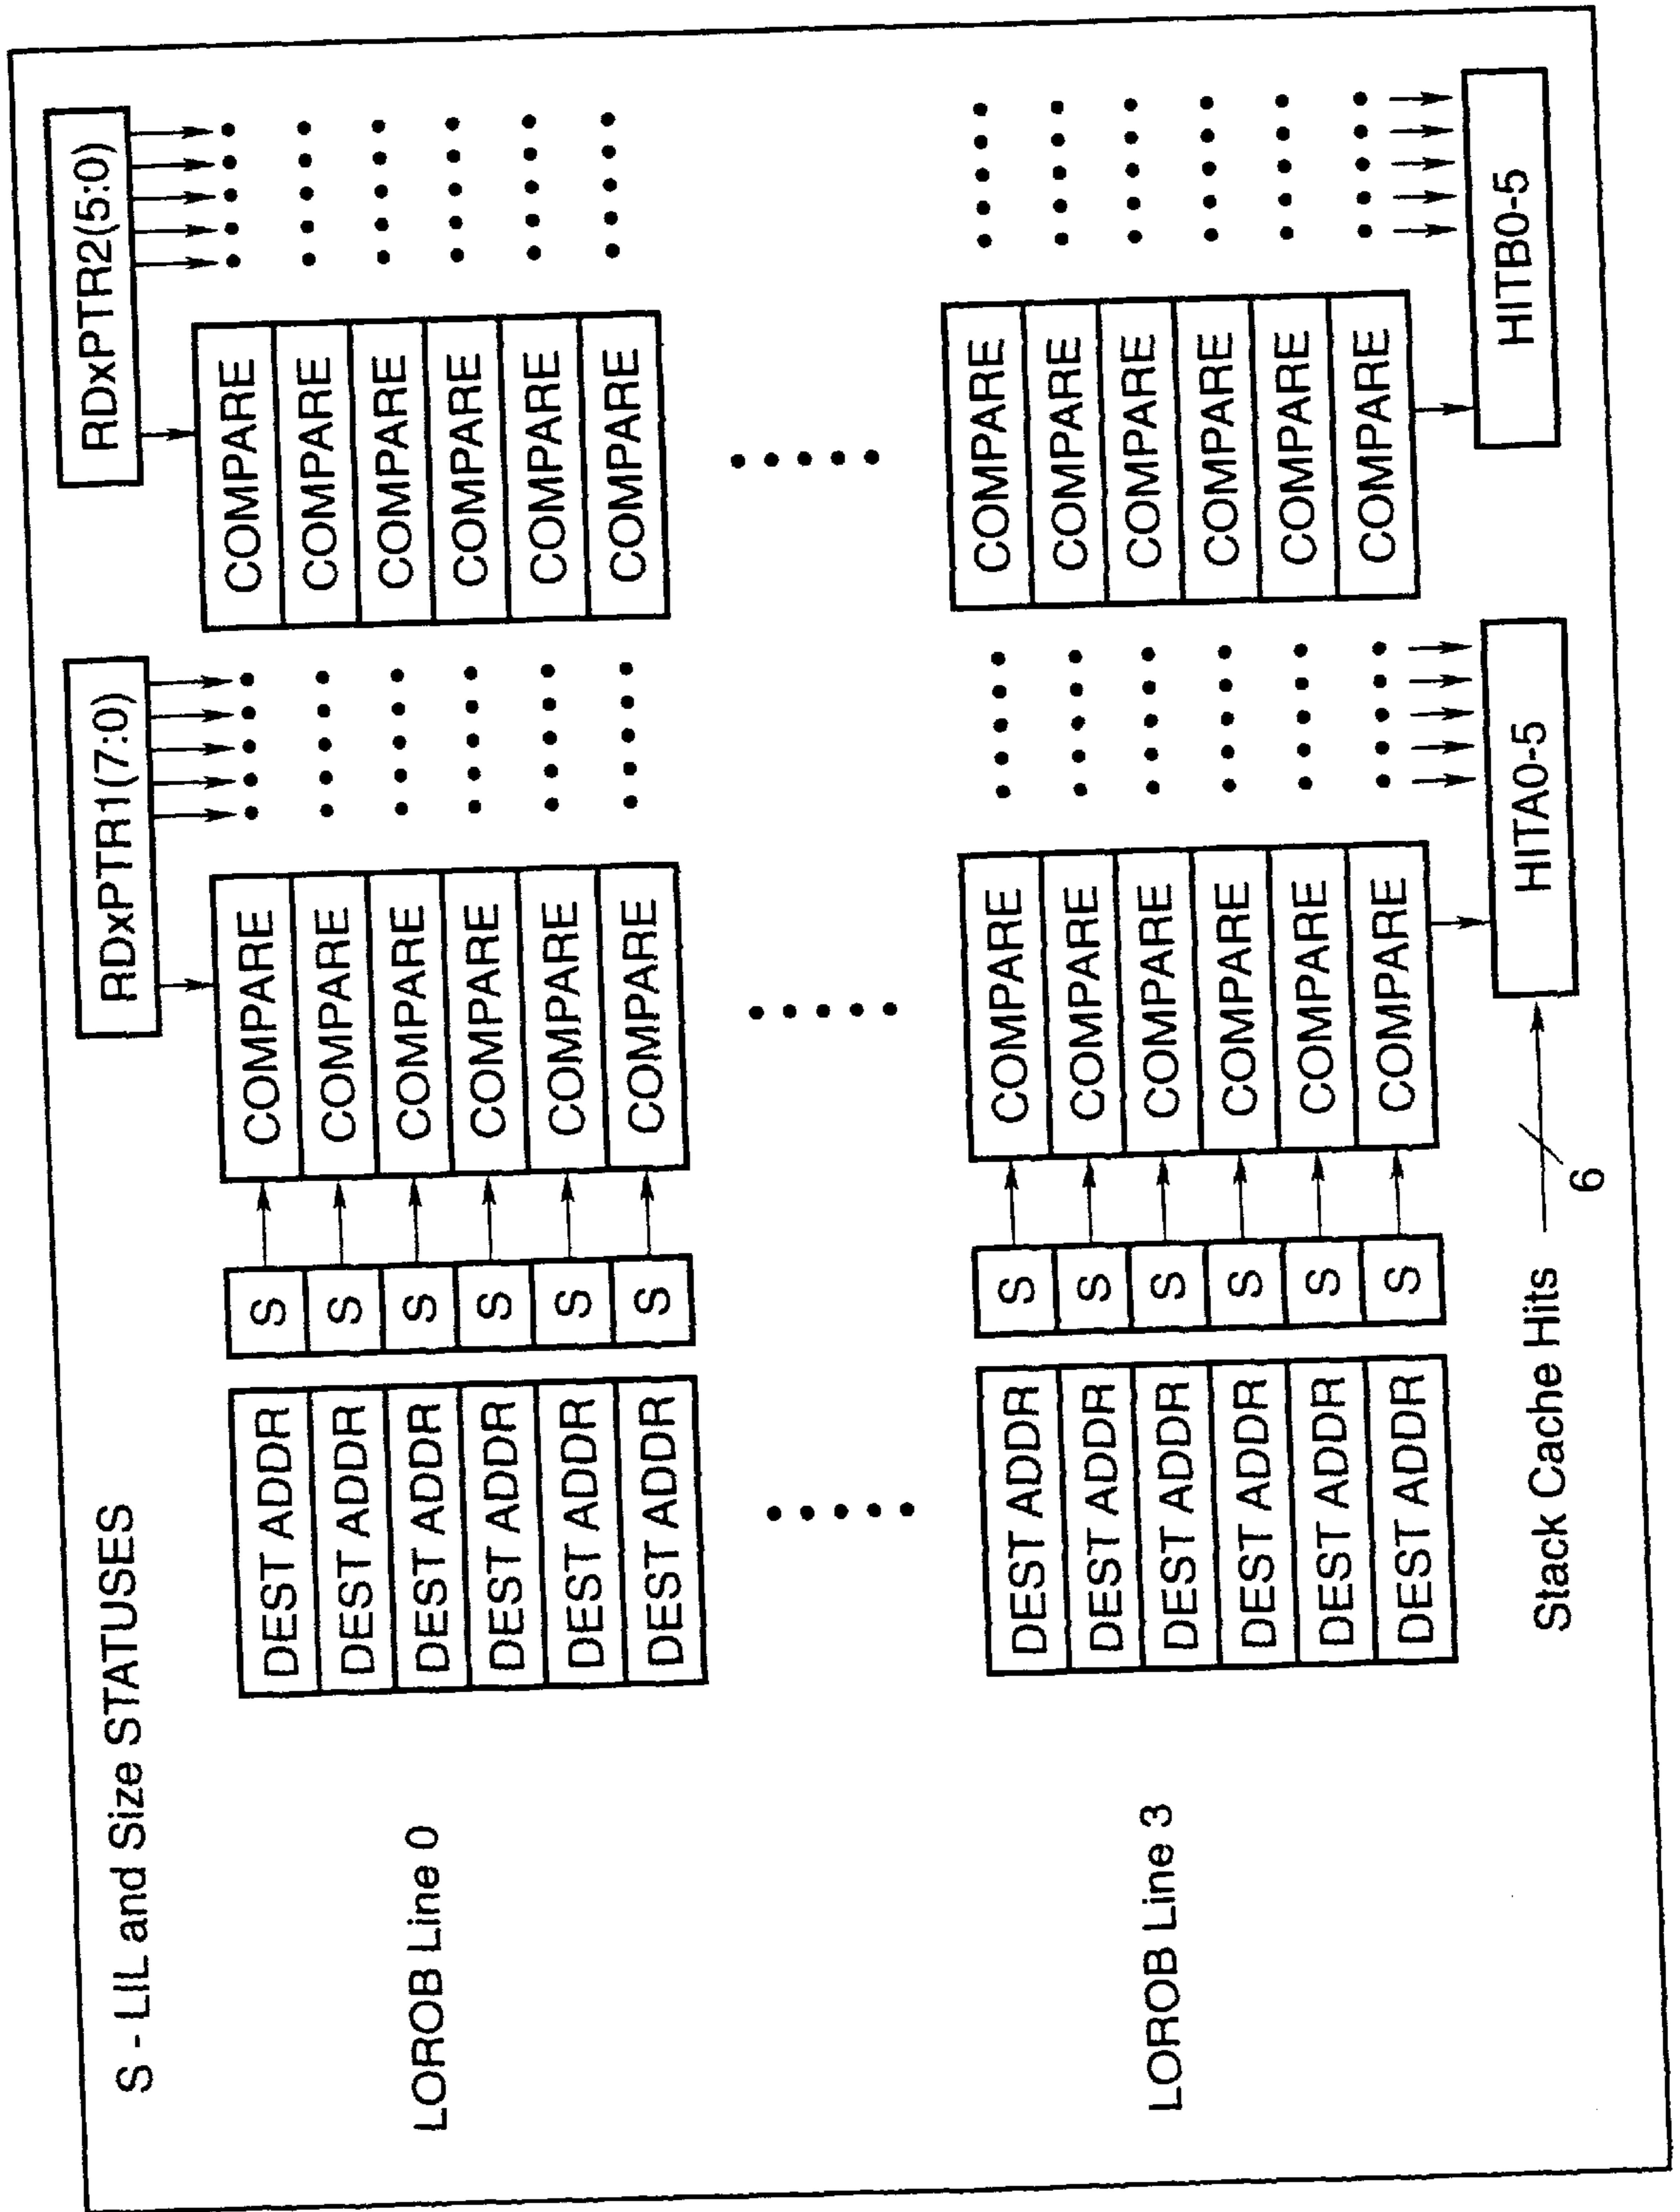 S - LIL and Size STATUSES
RDxPTR1(7:0)
RDxPTR2(5:0)
LOROB Line 0
DEST ADDR S COMPARE COMPARE
DEST ADDR S COMPARE COMPARE
DEST ADDR S COMPARE COMPARE
DEST ADDR S COMPARE COMPARE
DEST ADDR S COMPARE COMPARE
DEST ADDR S COMPARE COMPARE
LOROB Line 3
DEST ADDR S COMPARE COMPARE
DEST ADDR S COMPARE COMPARE
DEST ADDR S COMPARE COMPARE
DEST ADDR S COMPARE COMPARE
DEST ADDR S COMPARE COMPARE
DEST ADDR S COMPARE COMPARE
Stack Cache Hits
6
HITA0-5
HITB0-5